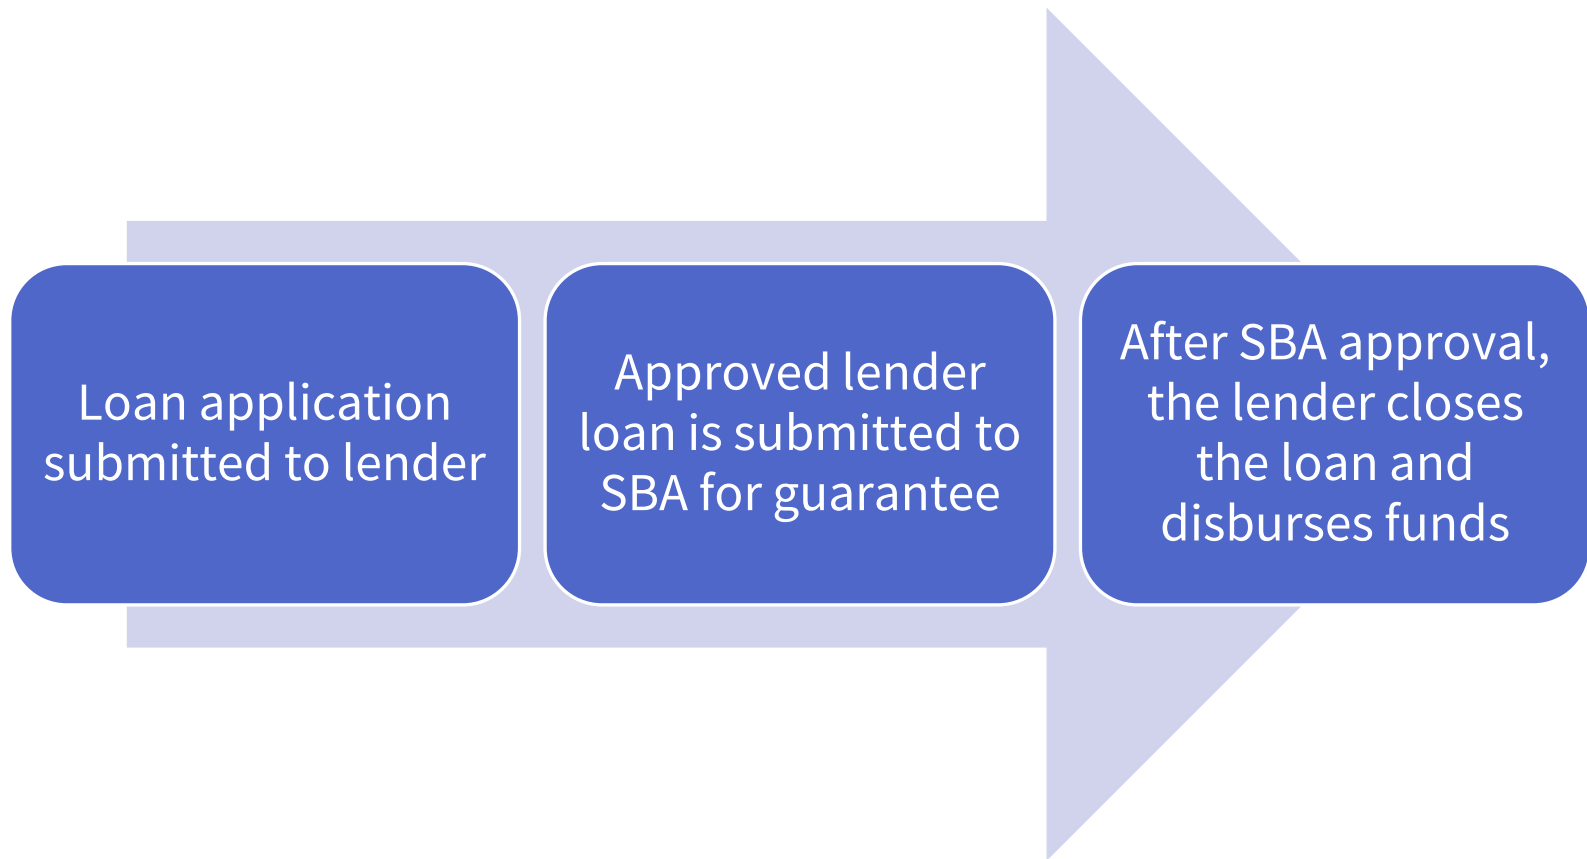 Loan application
submitted to lender
Approved lender
loan is submitted to
SBA for guarantee
After SBA approval,
the lender closes
the loan and
disburses funds